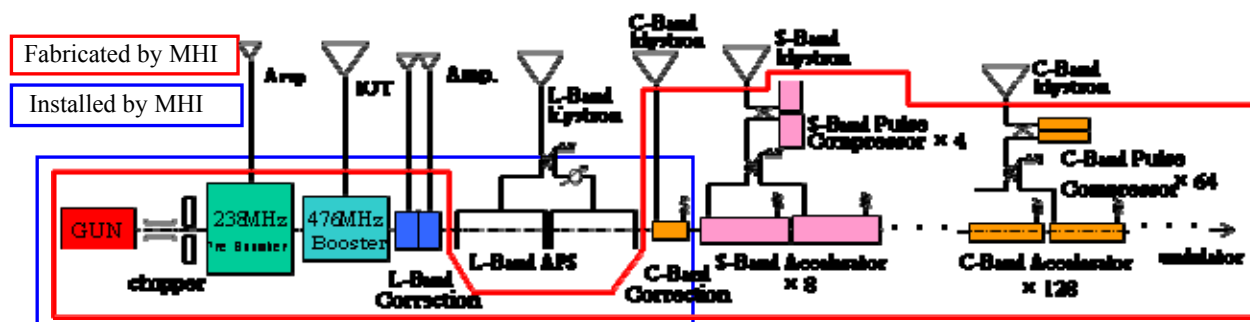 Fabricated by MHI
Installed by MHI
Amp
IOT
Amp.
L-Band
klystron
C-Band
klystron
S-Band
klystron
S-Band Pulse
Compressor × 4
C-Band
klystron
C-Band Pulse
Compressor × 64
GUN
chopper
238MHz
Pre Booster
476MHz
Booster
L-Band
Correction
L-Band APS
C-Band
Correction
S-Band Accelerator
× 8
C-Band Accelerator
× 128
undulator